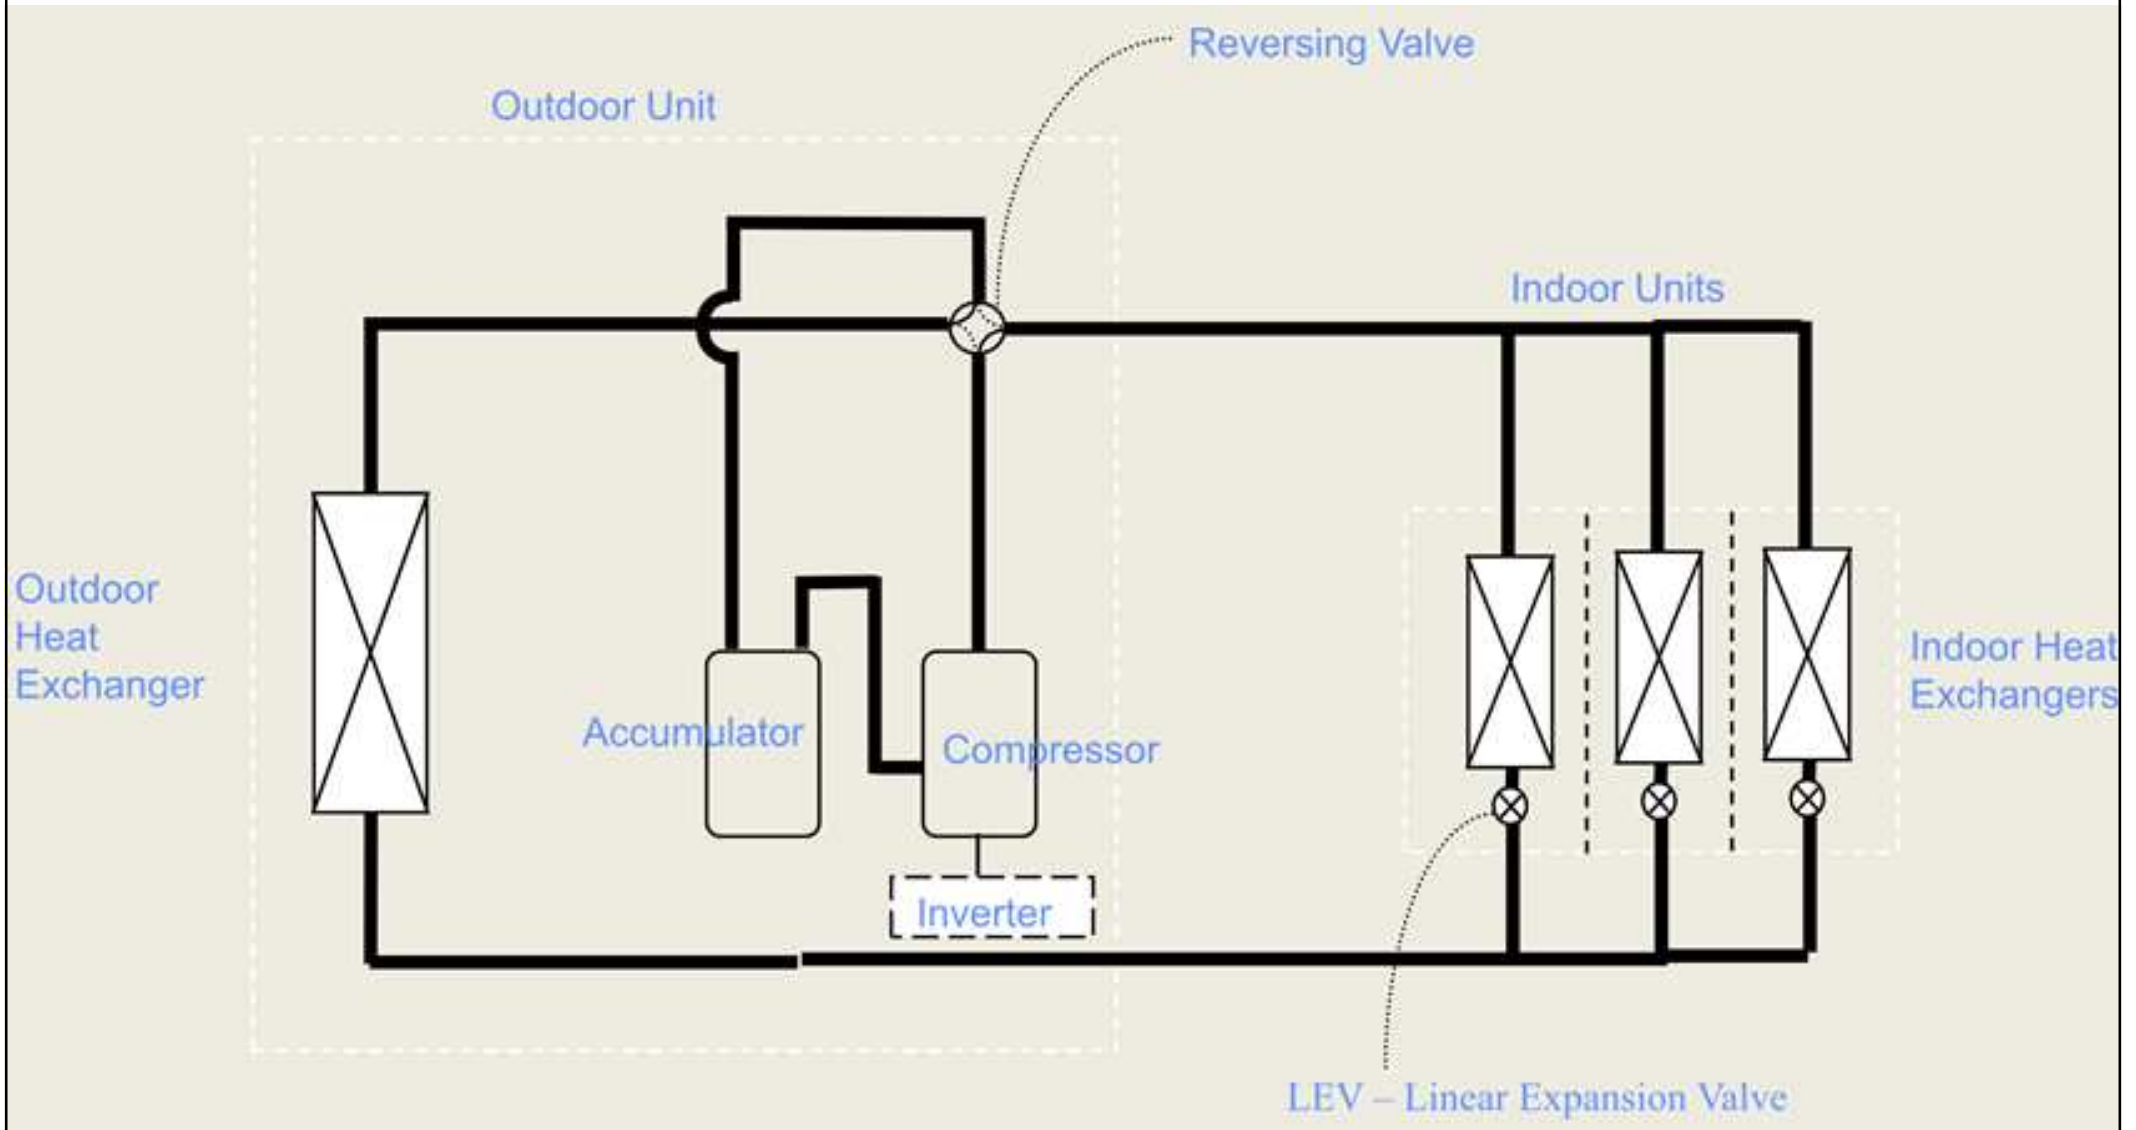 Reversing Valve
Outdoor Unit
Indoor Units
Outdoor
Heat
Exchanger
Accumulator
Compressor
Indoor Heat
Exchangers
Inverter
LEV – Linear Expansion Valve